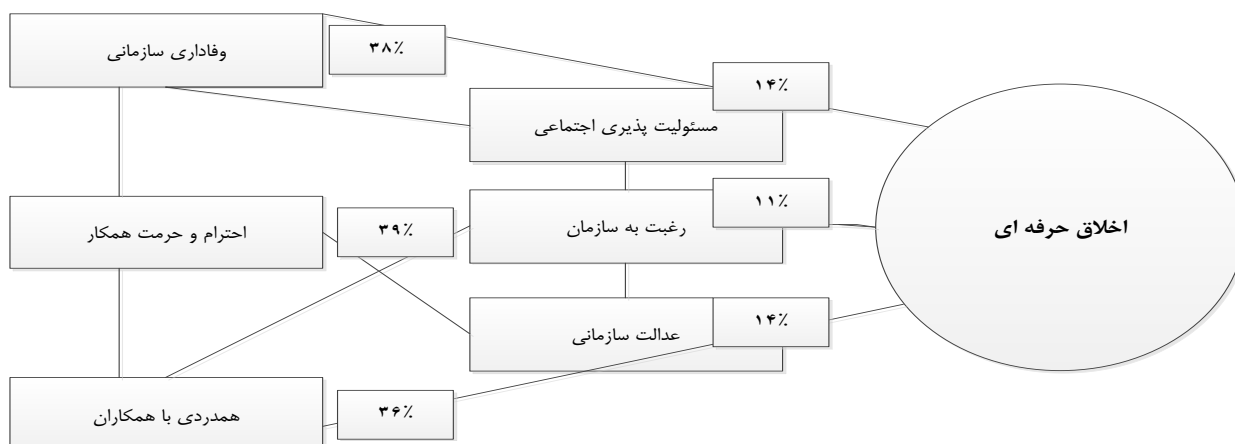 وفاداری سازمانی
۳۸٪
۱۴٪
مسئولیت پذیری اجتماعی
احترام و حرمت همکار
۳۹٪
رغبت به سازمان
۱۱٪
اخلاق حرفه ای
عدالت سازمانی
۱۴٪
همدردی با همکاران
۳۶٪